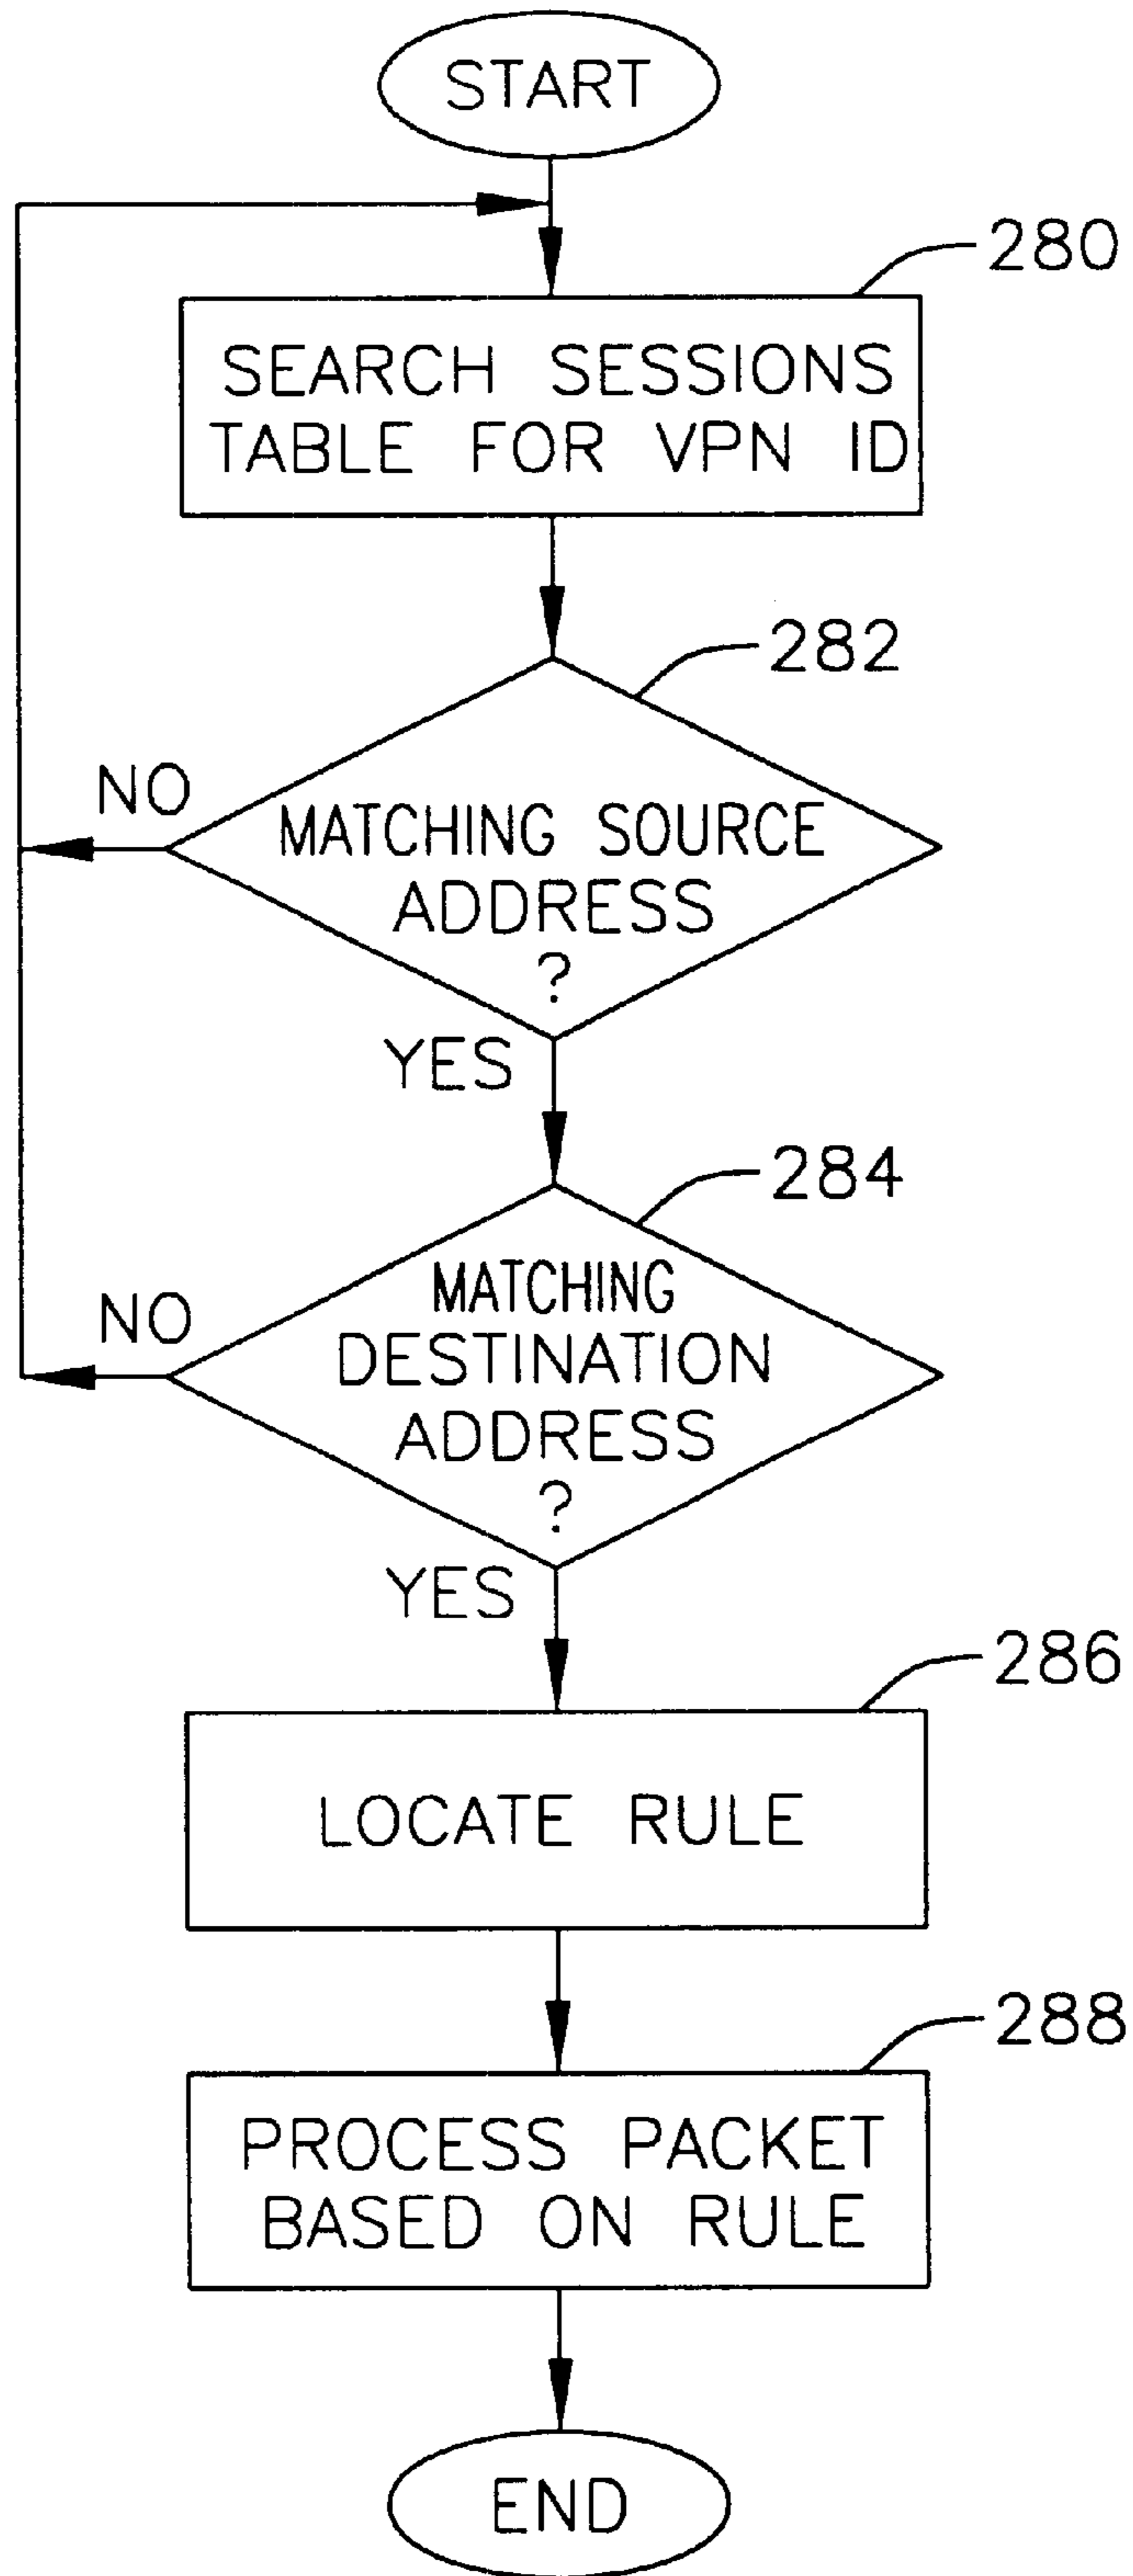 START
280
SEARCH SESSIONS
TABLE FOR VPN ID
282
NO
MATCHING SOURCE
ADDRESS
?
YES
284
NO
MATCHING
DESTINATION
ADDRESS
?
YES
286
LOCATE RULE
288
PROCESS PACKET
BASED ON RULE
END